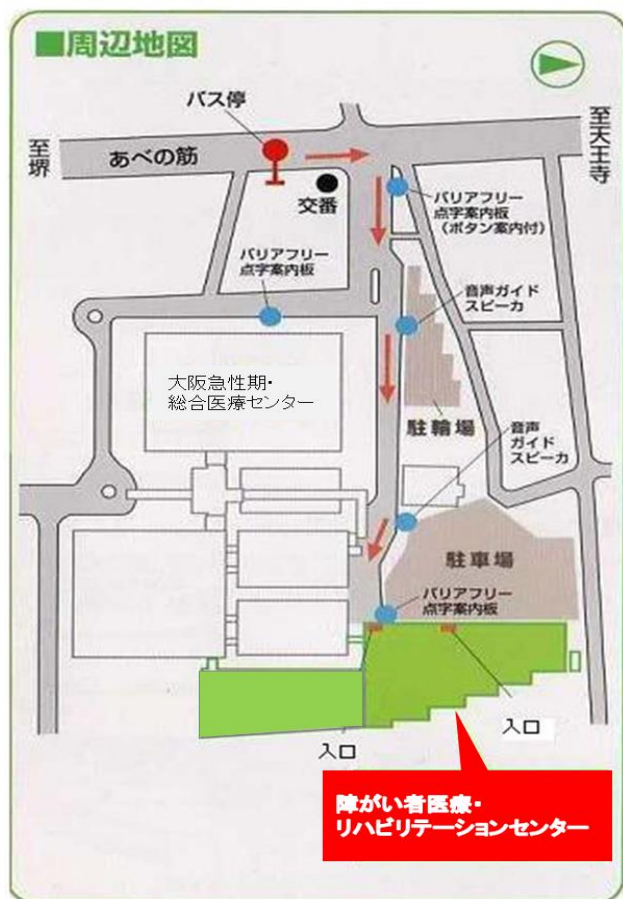 ■周辺地図
バス停
至堺
あべの筋
至天王寺
交番
バリアフリー
点字案内板
(ボタン案内付)
バリアフリー
点字案内板
音声ガイド
スピーカ
大阪急性期・
総合医療センター
駐輪場
音声
ガイド
スピーカ
駐車場
バリアフリー
点字案内板
入口
入口
障がい者医療・
リハビリテーションセンター